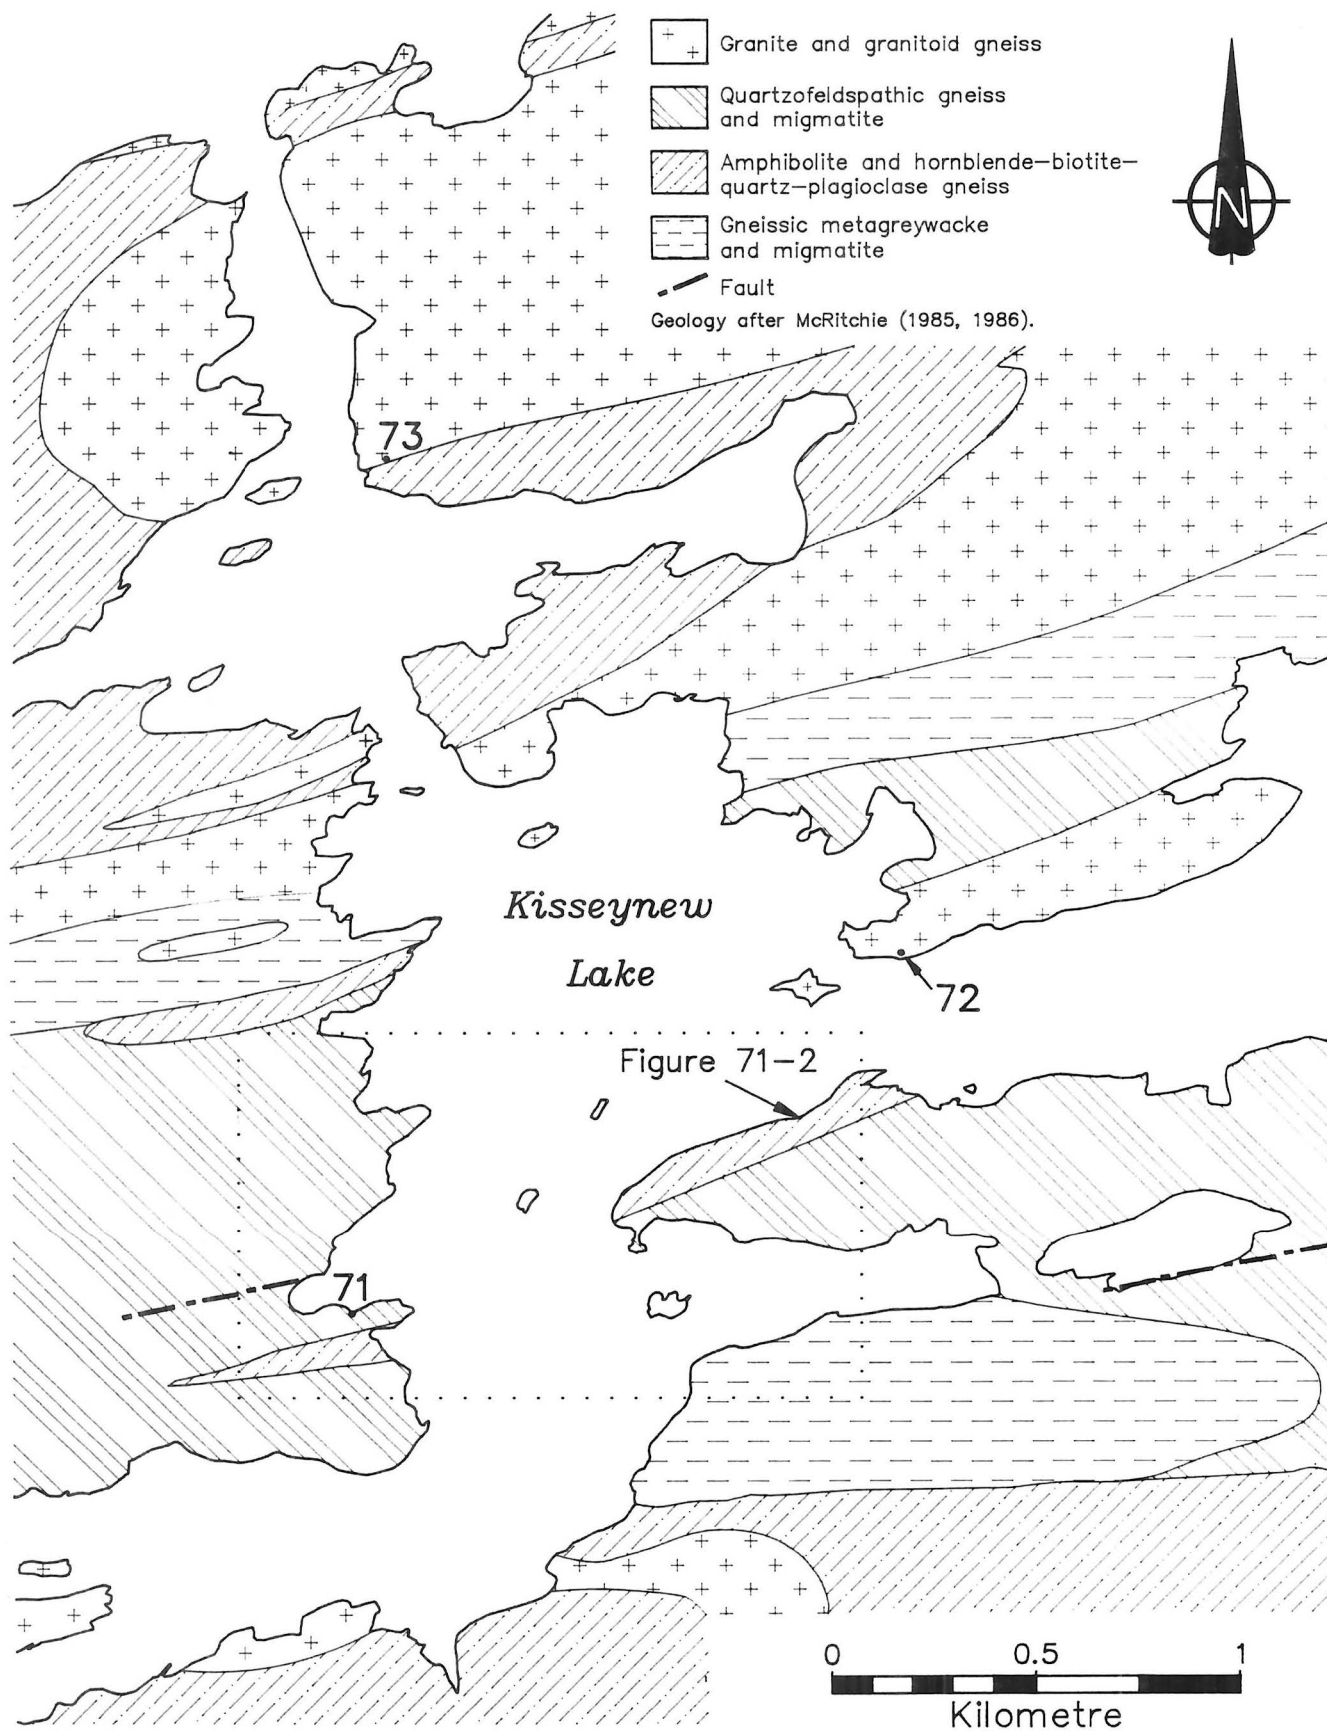 Granite and granitoid gneiss
Quartzofeldspathic gneiss
and migmatite
Amphibolite and hornblende-biotite-
quartz-plagioclase gneiss
Gneissic metagreywacke
and migmatite
Fault
Geology after McRitchie (1985, 1986).
N
73
Kisseynew
Lake
72
Figure 71-2
71
0 0.5 1
Kilometre